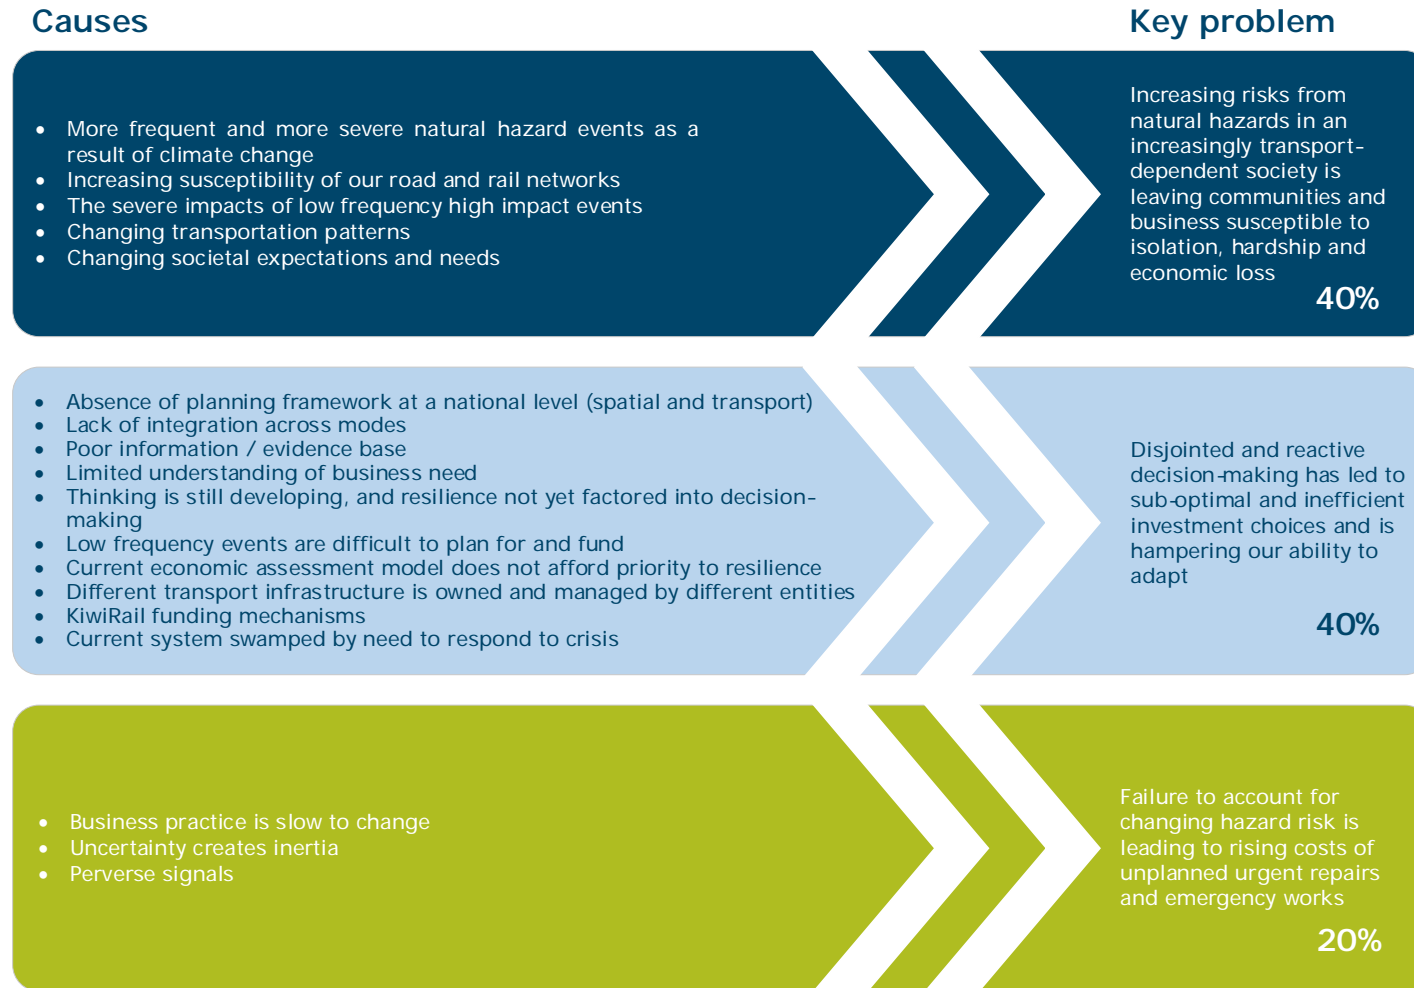 Causes
Key problem
• More frequent and more severe natural hazard events as a
result of climate change
• Increasing susceptibility of our road and rail networks
• The severe impacts of low frequency high impact events
• Changing transportation patterns
• Changing societal expectations and needs
Increasing risks from
natural hazards in an
increasingly transport-
dependent society is
leaving communities and
business susceptible to
isolation, hardship and
economic loss
40%
• Absence of planning framework at a national level (spatial and transport)
• Lack of integration across modes
• Poor information / evidence base
• Limited understanding of business need
• Thinking is still developing, and resilience not yet factored into decision-
making
• Low frequency events are difficult to plan for and fund
• Current economic assessment model does not afford priority to resilience
• Different transport infrastructure is owned and managed by different entities
• KiwiRail funding mechanisms
• Current system swamped by need to respond to crisis
Disjointed and reactive
decision-making has led to
sub-optimal and inefficient
investment choices and is
hampering our ability to
adapt
40%
• Business practice is slow to change
• Uncertainty creates inertia
• Perverse signals
Failure to account for
changing hazard risk is
leading to rising costs of
unplanned urgent repairs
and emergency works
20%